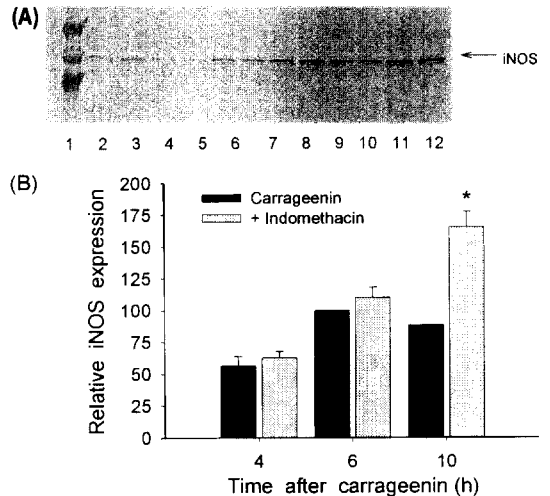 (A)
iNOS
1 2 3 4 5 6 7 8 9 10 11 12
(B)
Relative iNOS expression
200
175
150
125
100
75
50
25
0
Carrageenin
+ Indomethacin
*
4 6 10
Time after carrageenin (h)